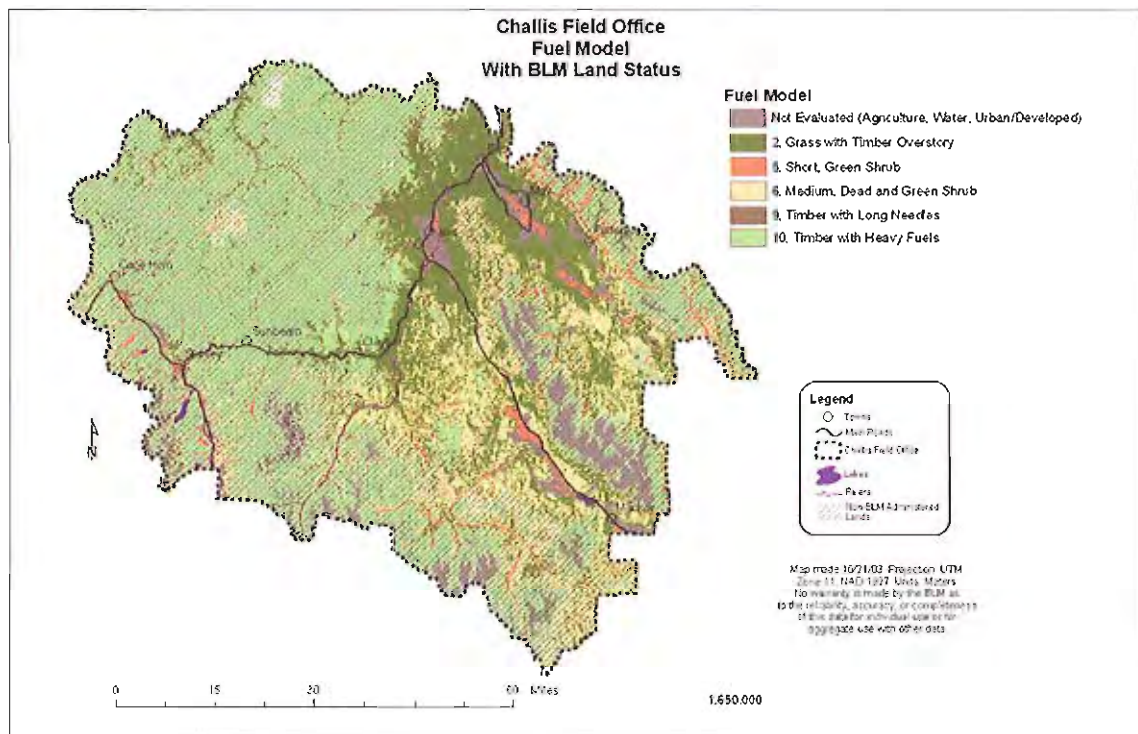 Challis Field Office
Fuel Model
With BLM Land Status
Fuel Model
Not Evaluated (Agriculture, Water, Urban/Developed)
2, Grass with Timber Overstory
5, Short, Green Shrub
6, Medium, Dead and Green Shrub
9, Timber with Long Needles
10, Timber with Heavy Fuels
Sunbeam
N
Legend
Towns
Main Roads
Challis Field Office
Lakes
Rivers
Non BLM Administered
Lands
Map made 10/21/03 Projection UTM
Zone 11, NAD 1927 Units Meters
No warranty is made by the BLM as
to the reliability, accuracy, or completeness
of this data for individual use or for
aggregate use with other data
0 15 30 60 Miles
1:650,000